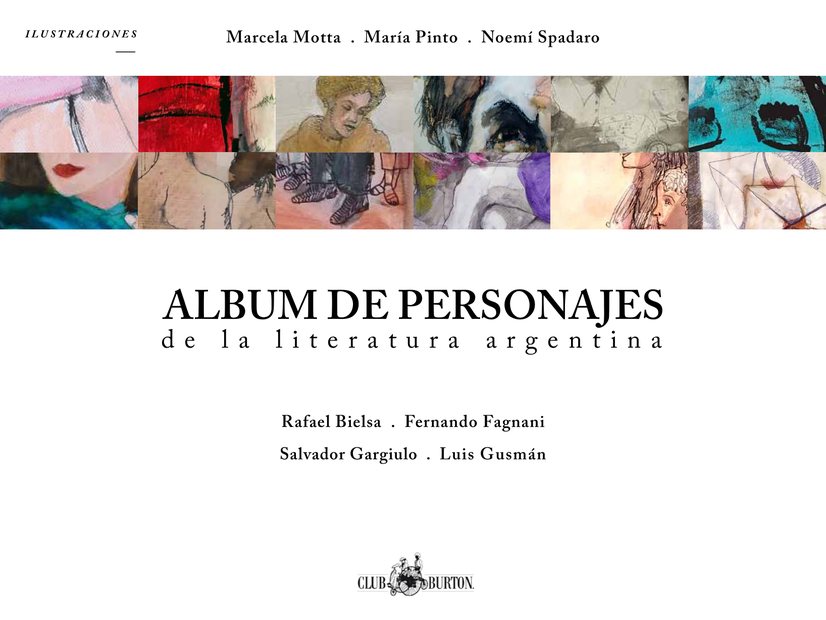 ILUSTRACIONES
Marcela Motta . María Pinto . Noemí Spadaro
ALBUM DE PERSONAJES
de la literatura argentina
Rafael Bielsa . Fernando Fagnani
Salvador Gargiulo . Luis Gusmán
CLUB BURTON